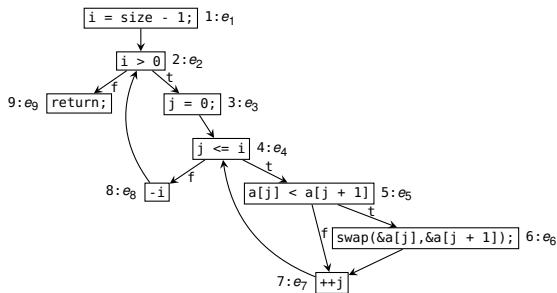 i = size - 1; 1:e1
i > 0 2:e2
f t
9:e9 return; j = 0; 3:e3
j <= i 4:e4
f t
8:e8 -i a[j] < a[j + 1] 5:e5
f t
swap(&a[j],&a[j + 1]); 6:e6
7:e7 ++j